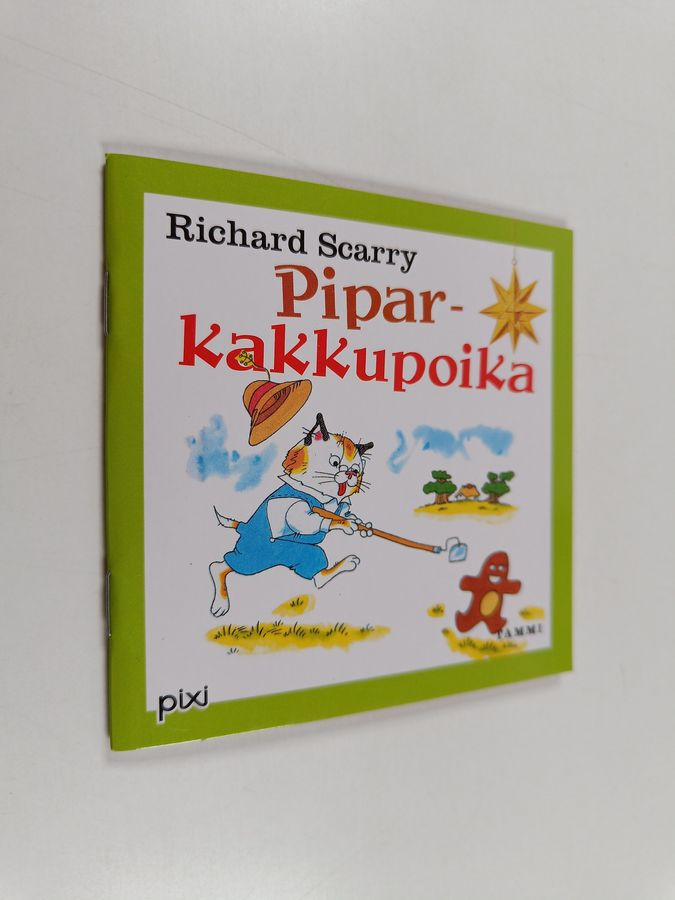 Richard Scarry
Pipar-
kakkupoika
TAMMI
pixi